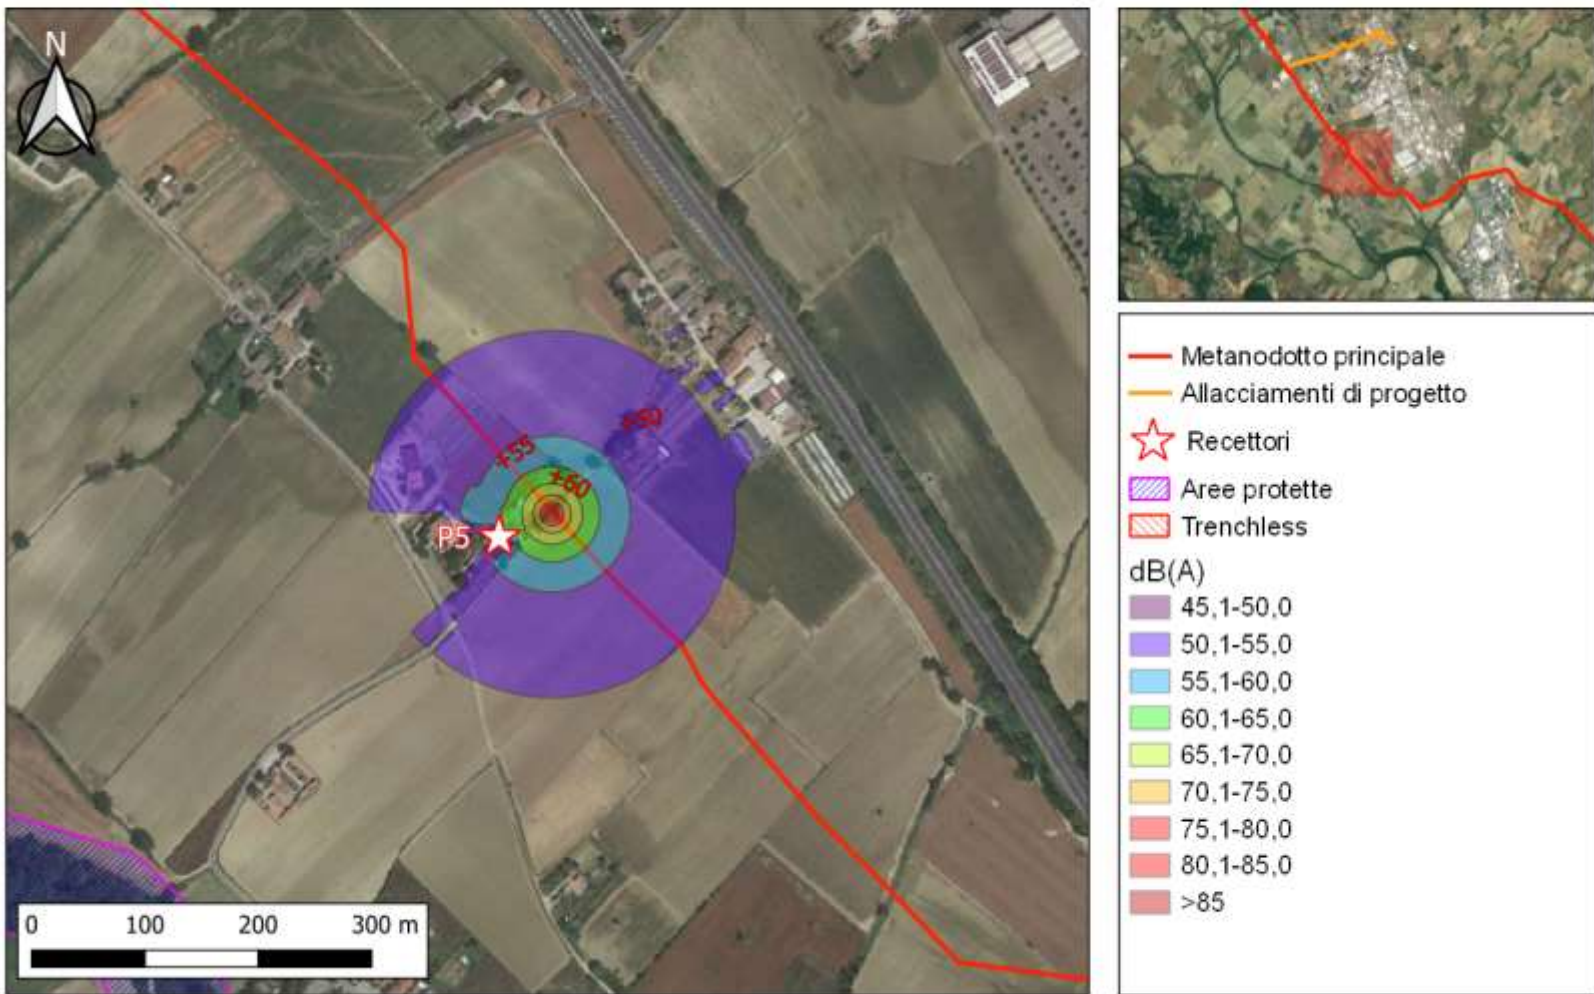 N
+55
+50
+60
P5
0 100 200 300 m
Metanodotto principale
Allacciamenti di progetto
Recettori
Aree protette
Trenchless
dB(A)
45,1-50,0
50,1-55,0
55,1-60,0
60,1-65,0
65,1-70,0
70,1-75,0
75,1-80,0
80,1-85,0
>85